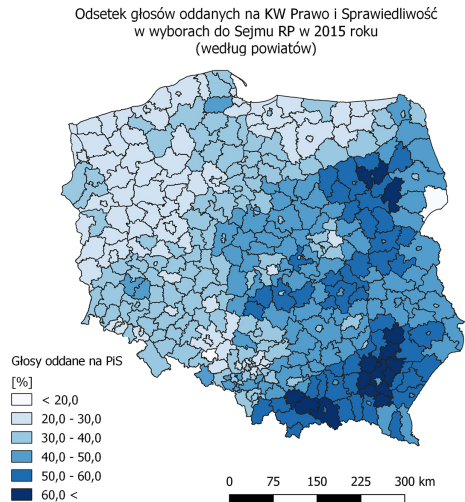 Odsetek głosów oddanych na KW Prawo i Sprawiedliwość
w wyborach do Sejmu RP w 2015 roku
(według powiatów)
Głosy oddane na PiS
[%]
< 20,0
20,0 - 30,0
30,0 - 40,0
40,0 - 50,0
50,0 - 60,0
60,0 <
0 75 150 225 300 km